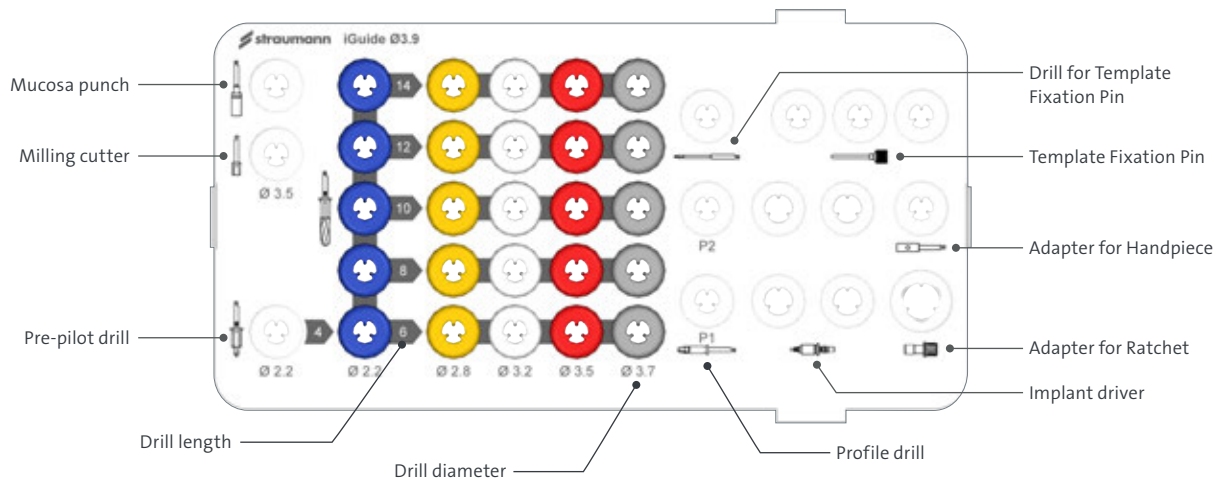 straumann iGuide Ø3.9
Mucosa punch
14
Drill for Template
Fixation Pin
Milling cutter
12
Template Fixation Pin
Ø 3.5
10
P2
Adapter for Handpiece
8
Pre-pilot drill
4
6
P1
Adapter for Ratchet
Ø 2.2
Ø 2.2
Ø 2.8
Ø 3.2
Ø 3.5
Ø 3.7
Implant driver
Drill length
Profile drill
Drill diameter